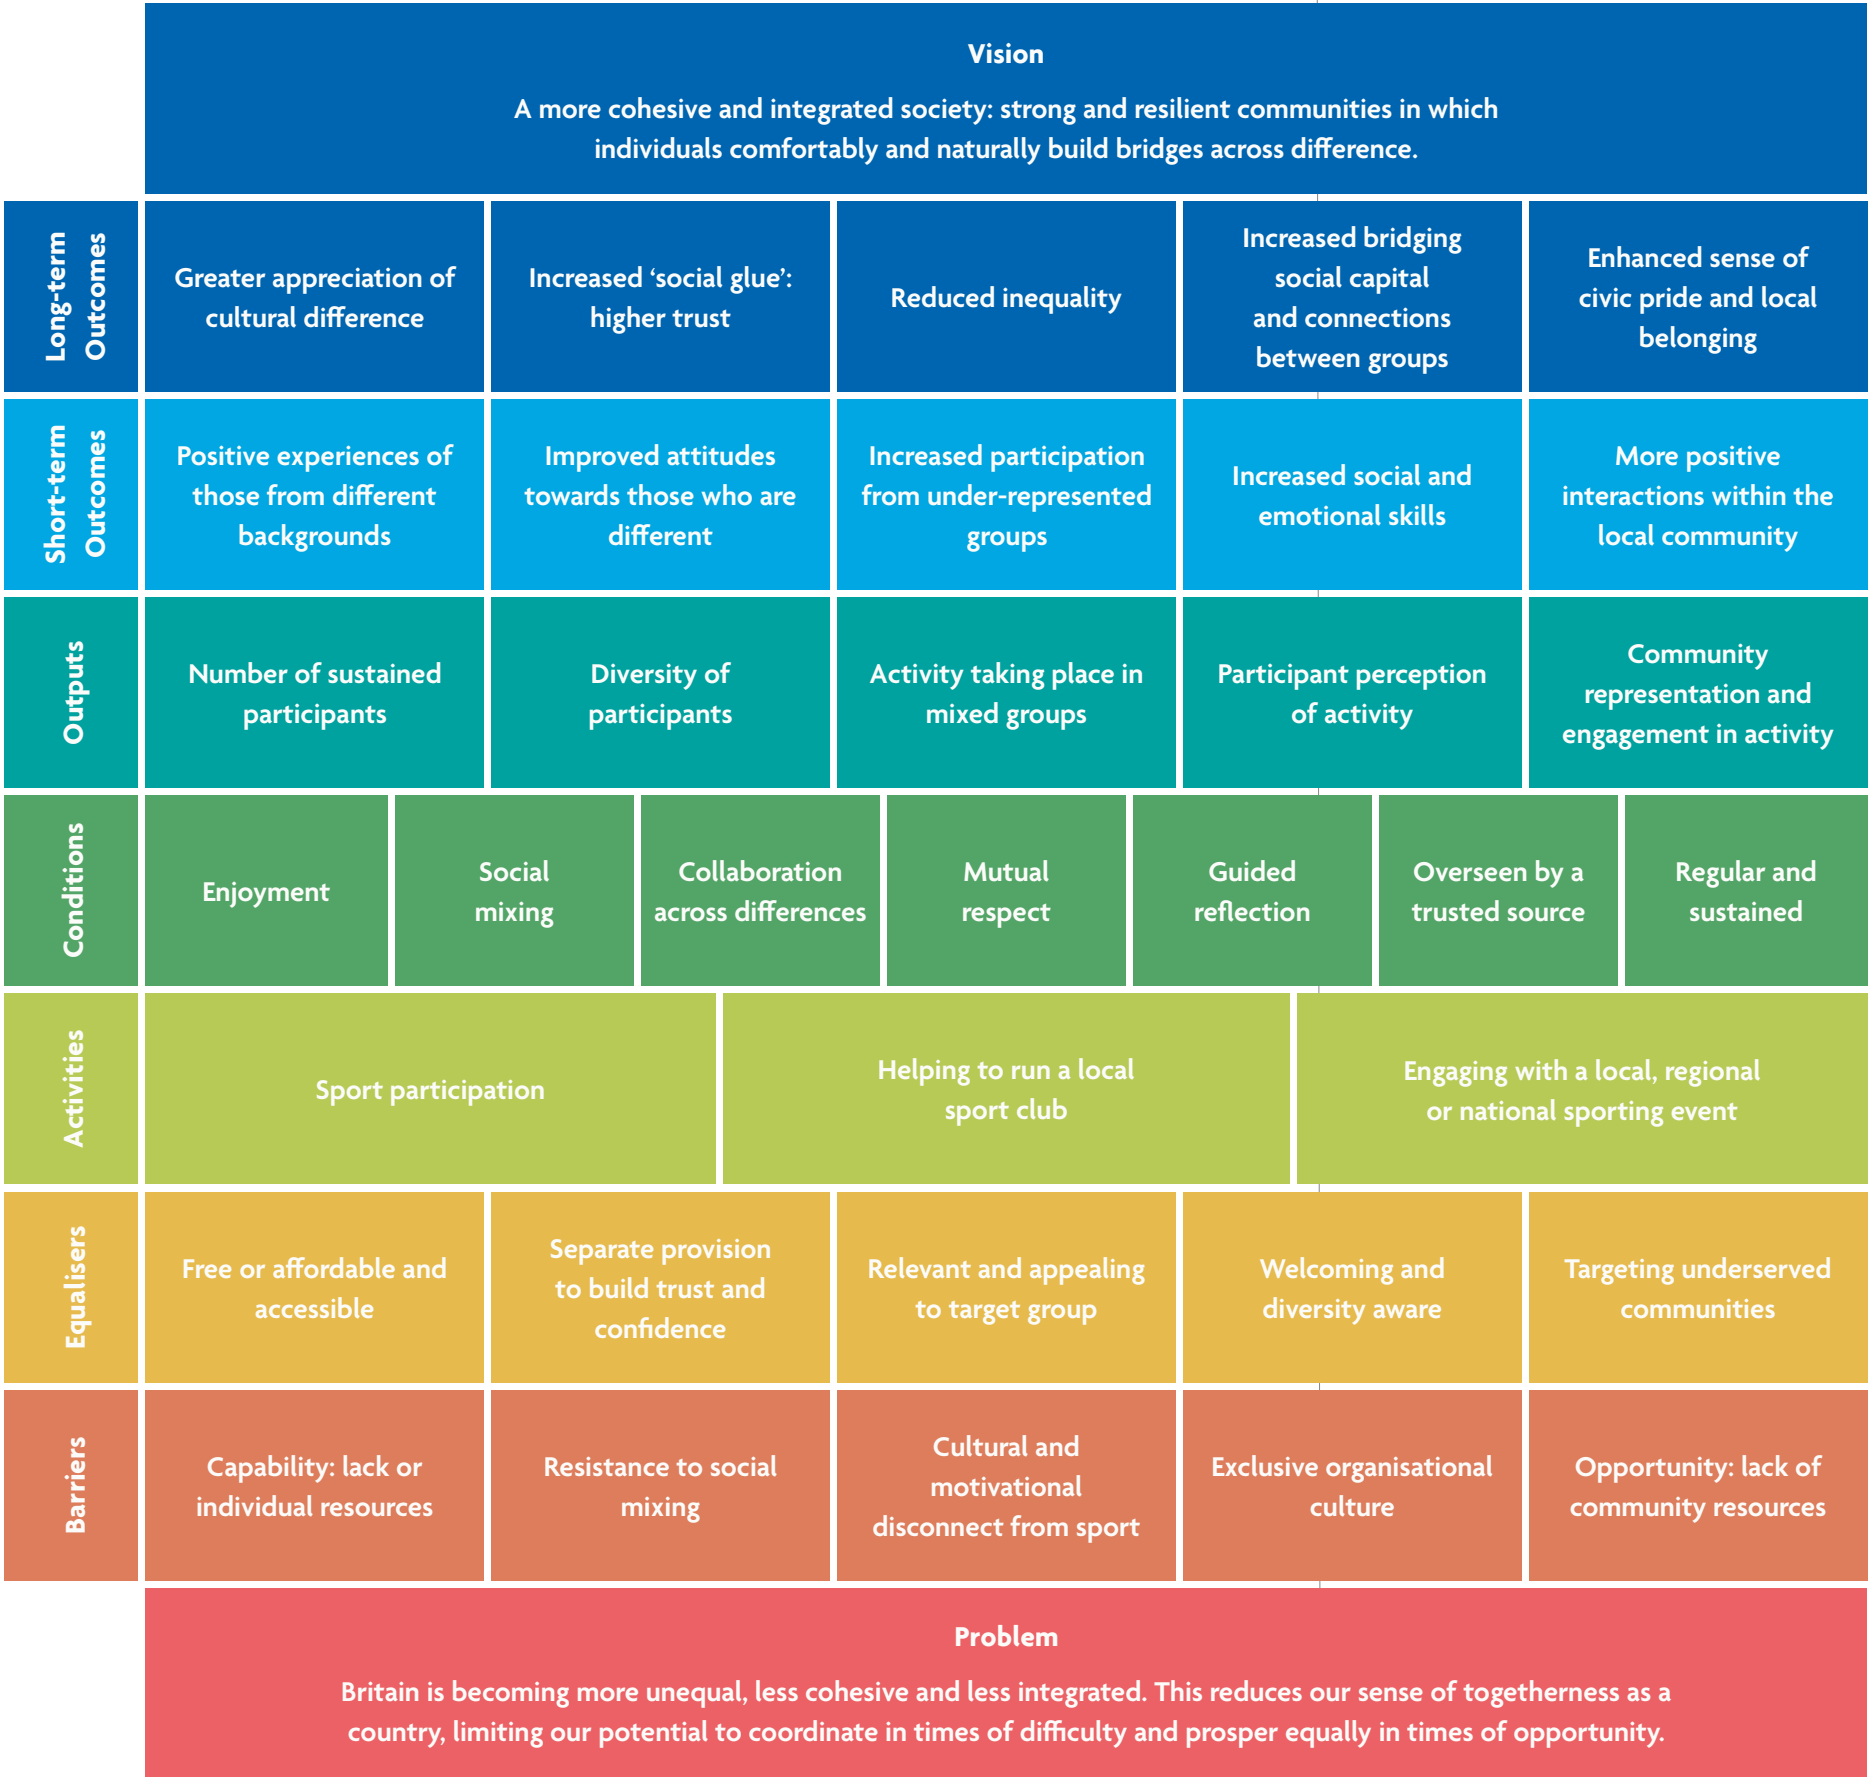 Vision
A more cohesive and integrated society: strong and resilient communities in which
individuals comfortably and naturally build bridges across difference.
Long-term
Outcomes
Greater appreciation of
cultural difference
Increased ‘social glue’:
higher trust
Reduced inequality
Increased bridging
social capital
and connections
between groups
Enhanced sense of
civic pride and local
belonging
Short-term
Outcomes
Positive experiences of
those from different
backgrounds
Improved attitudes
towards those who are
different
Increased participation
from under-represented
groups
Increased social and
emotional skills
More positive
interactions within the
local community
Outputs
Number of sustained
participants
Diversity of
participants
Activity taking place in
mixed groups
Participant perception
of activity
Community
representation and
engagement in activity
Conditions
Enjoyment
Social
mixing
Collaboration
across differences
Mutual
respect
Guided
reflection
Overseen by a
trusted source
Regular and
sustained
Activities
Sport participation
Helping to run a local
sport club
Engaging with a local, regional
or national sporting event
Equalisers
Free or affordable and
accessible
Separate provision
to build trust and
confidence
Relevant and appealing
to target group
Welcoming and
diversity aware
Targeting underserved
communities
Barriers
Capability: lack or
individual resources
Resistance to social
mixing
Cultural and
motivational
disconnect from sport
Exclusive organisational
culture
Opportunity: lack of
community resources
Problem
Britain is becoming more unequal, less cohesive and less integrated. This reduces our sense of togetherness as a
country, limiting our potential to coordinate in times of difficulty and prosper equally in times of opportunity.